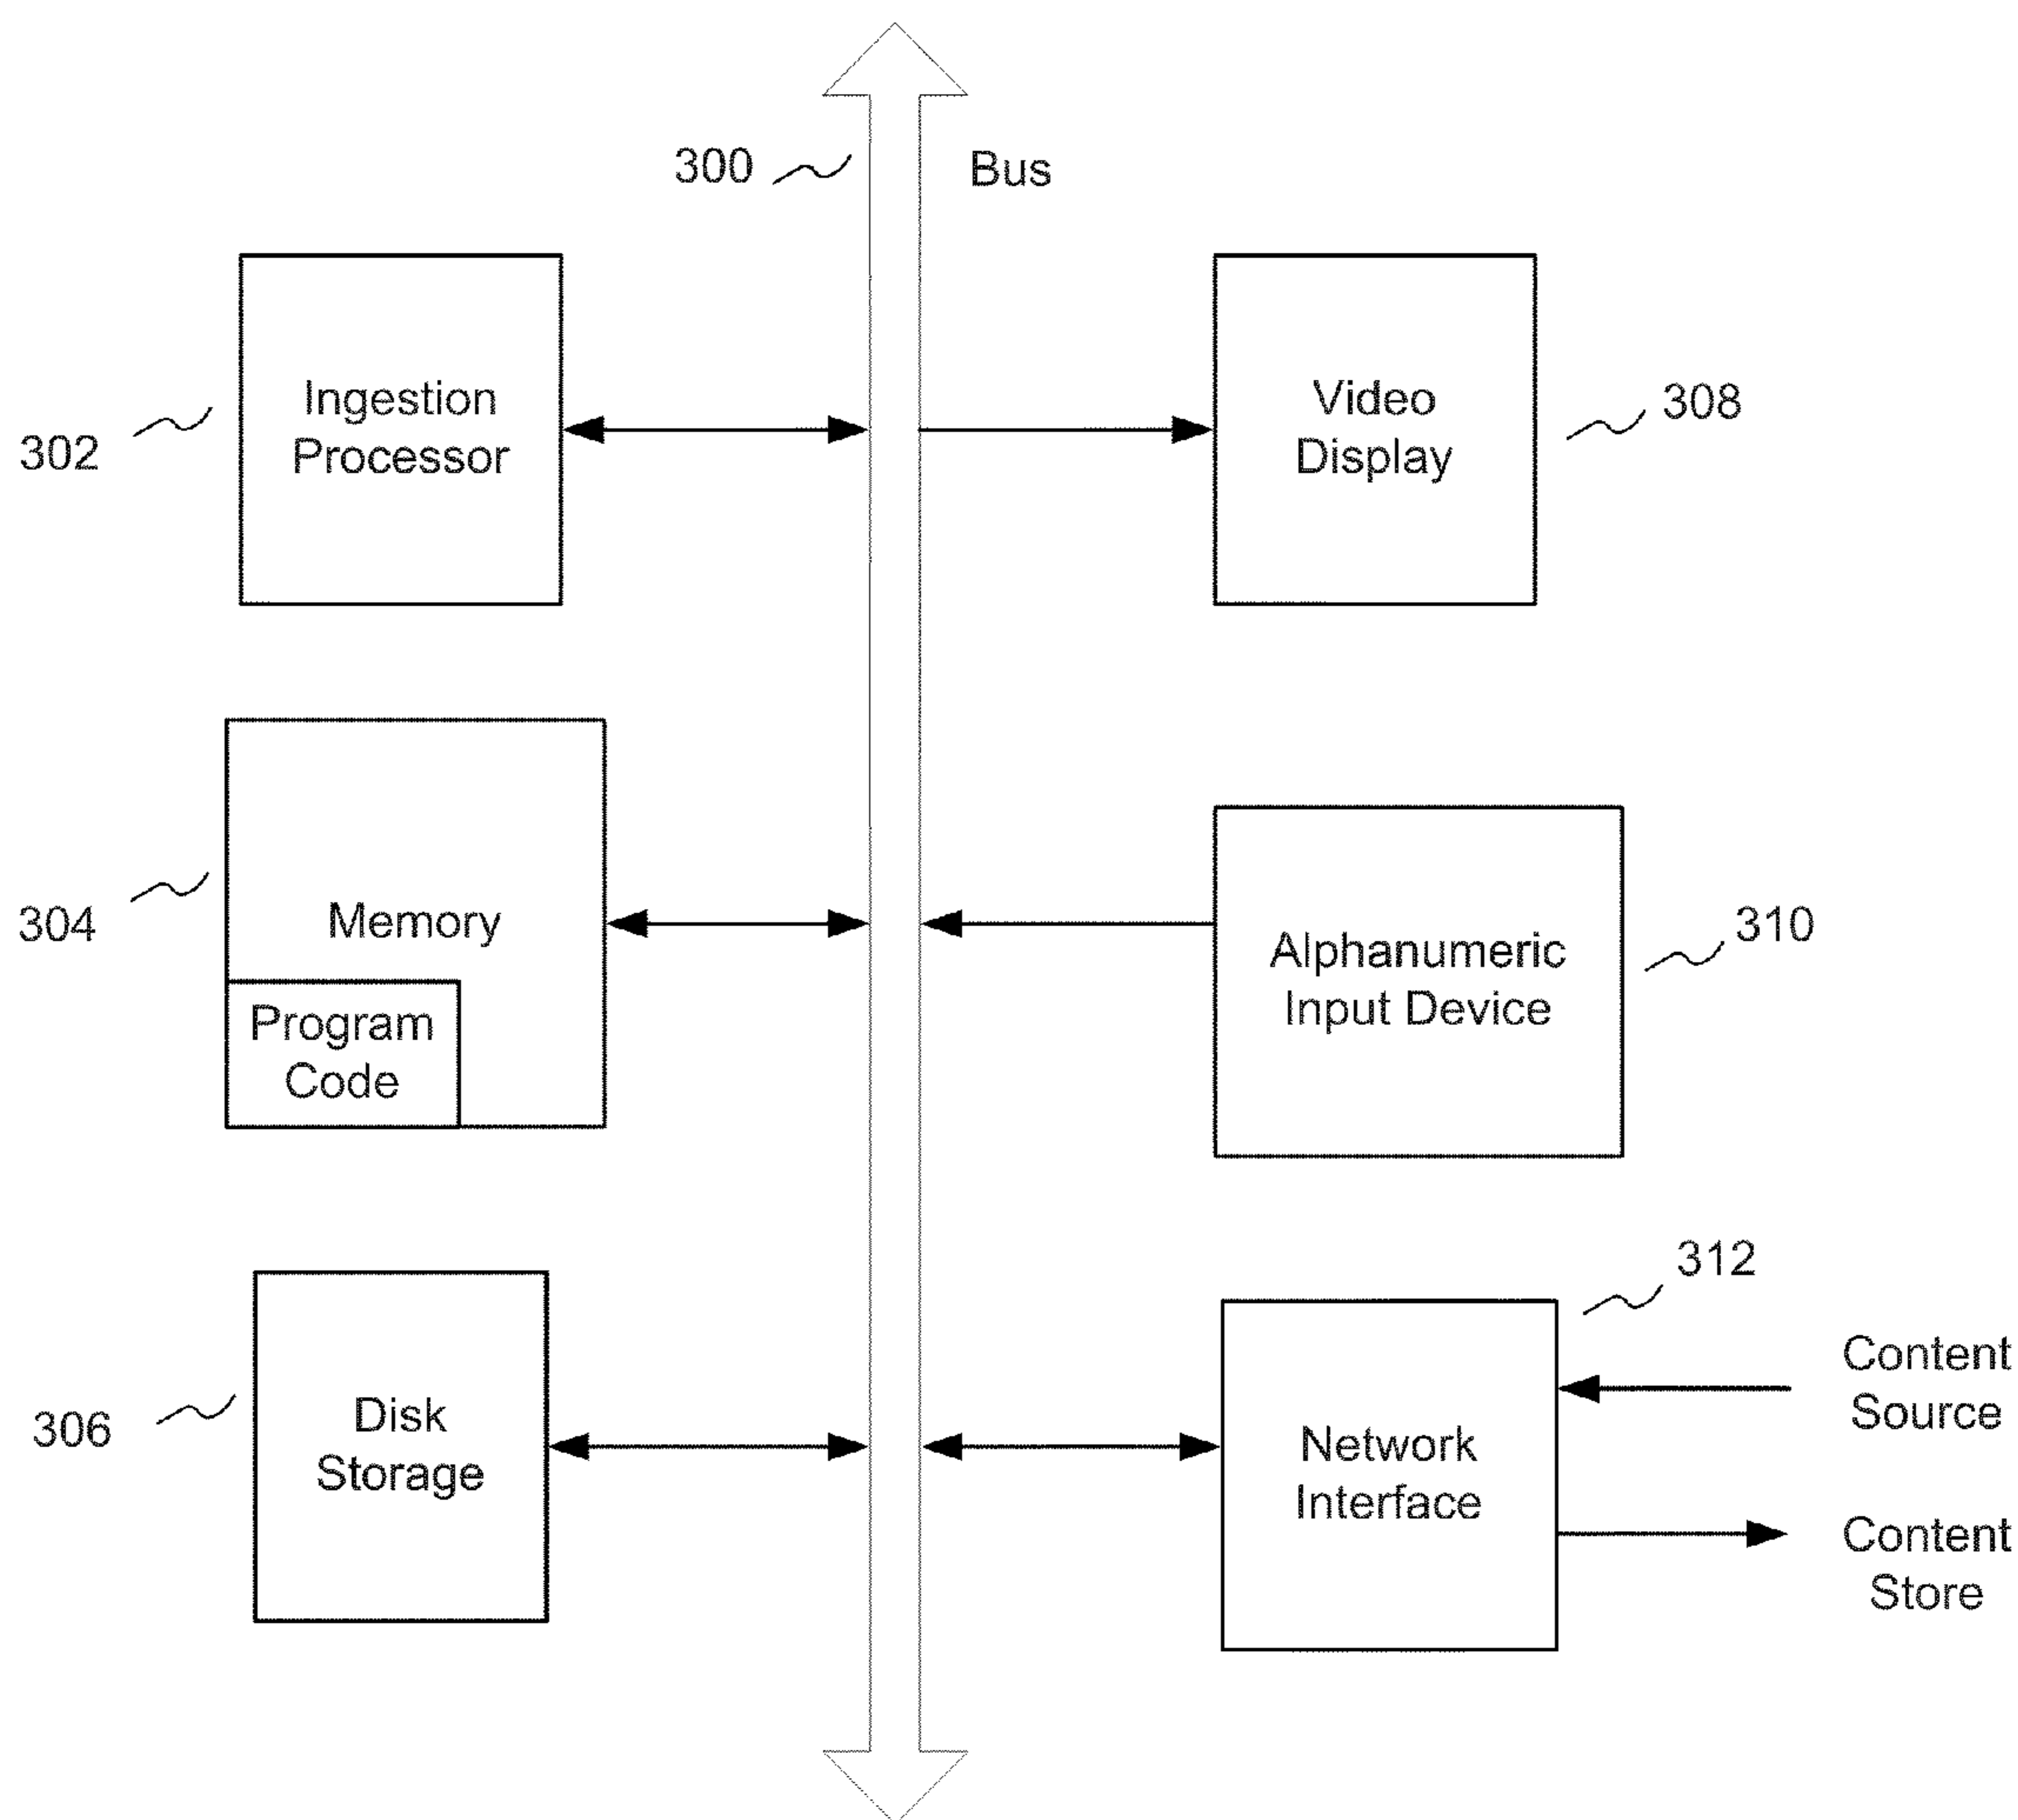 300
Bus
302
Ingestion
Processor
Video
Display
308
304
Memory
Program
Code
Alphanumeric
Input Device
310
306
Disk
Storage
312
Network
Interface
Content
Source
Content
Store